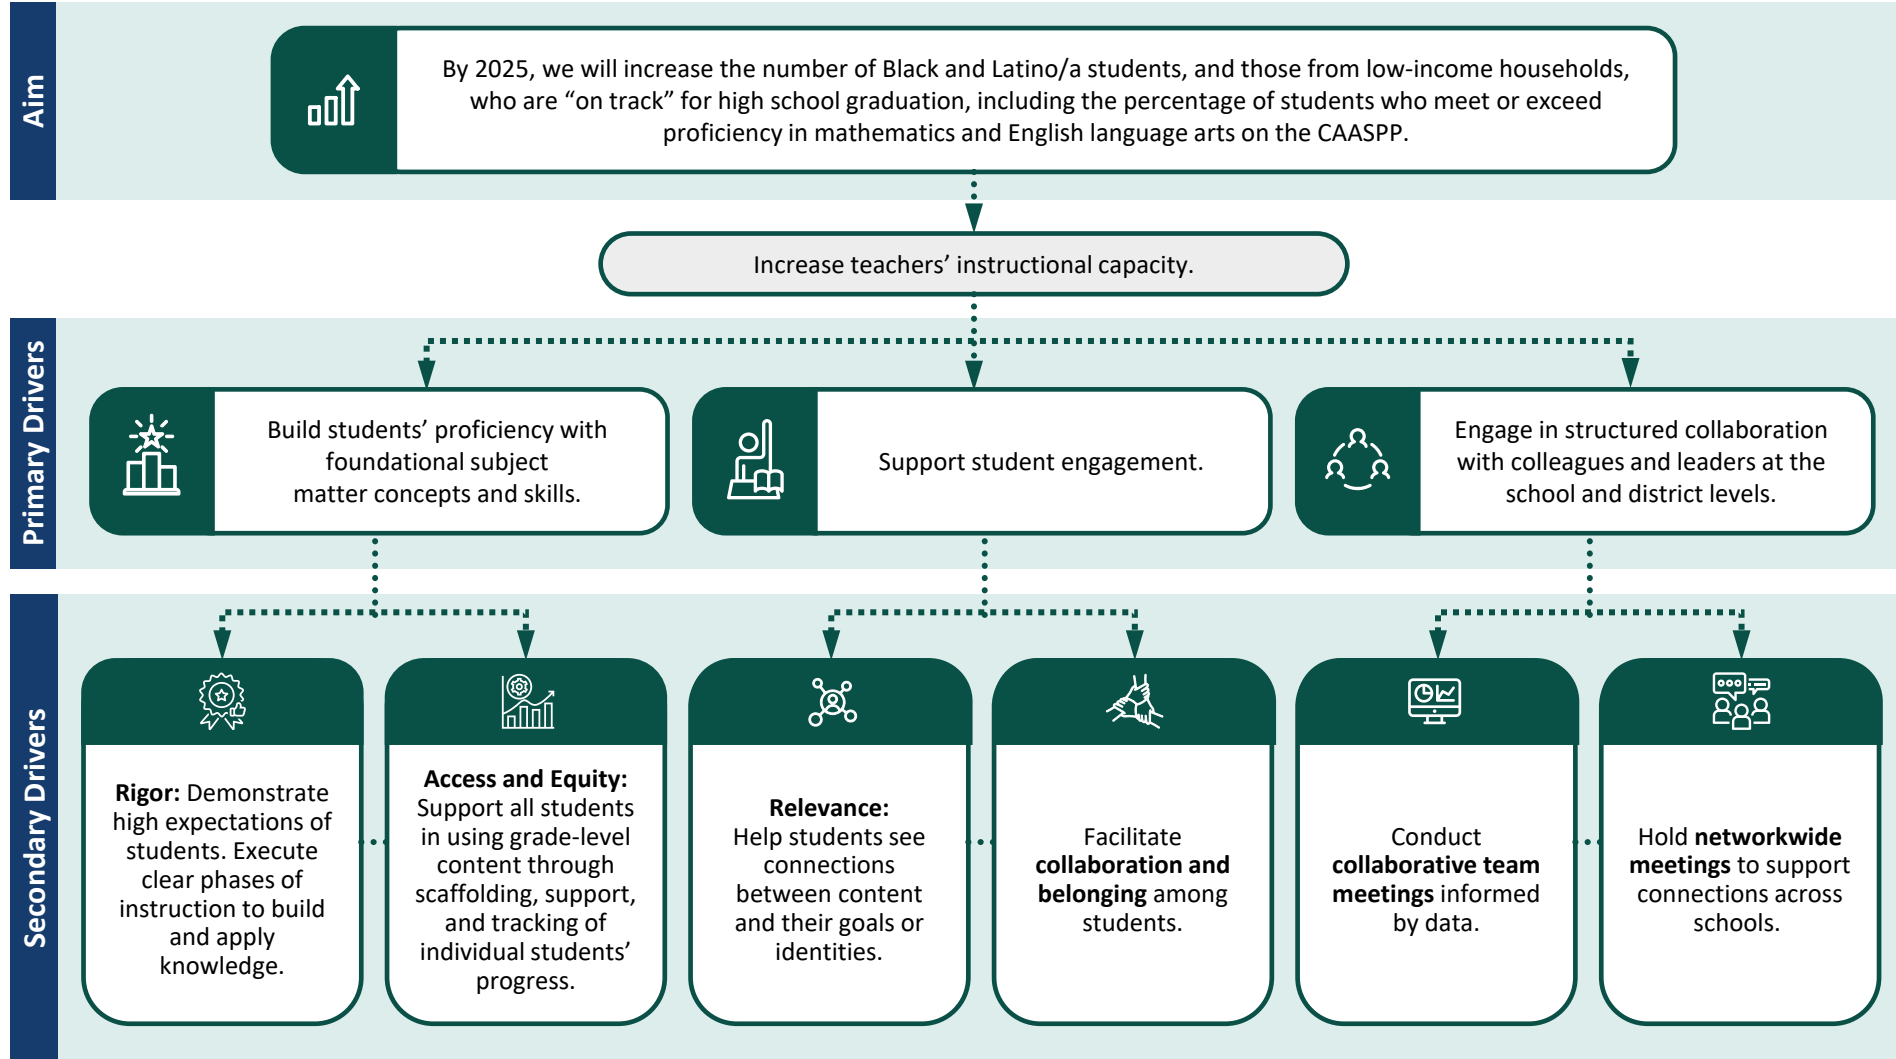 Aim
By 2025, we will increase the number of Black and Latino/a students, and those from low-income households,
who are “on track” for high school graduation, including the percentage of students who meet or exceed
proficiency in mathematics and English language arts on the CAASPP.
Increase teachers’ instructional capacity.
Primary Drivers
Build students’ proficiency with
foundational subject
matter concepts and skills.
Support student engagement.
Engage in structured collaboration
with colleagues and leaders at the
school and district levels.
Secondary Drivers
Rigor: Demonstrate
high expectations of
students. Execute
clear phases of
instruction to build
and apply
knowledge.
Access and Equity:
Support all students
in using grade-level
content through
scaffolding, support,
and tracking of
individual students’
progress.
Relevance:
Help students see
connections
between content
and their goals or
identities.
Facilitate
collaboration and
belonging among
students.
Conduct
collaborative team
meetings informed
by data.
Hold networkwide
meetings to support
connections across
schools.